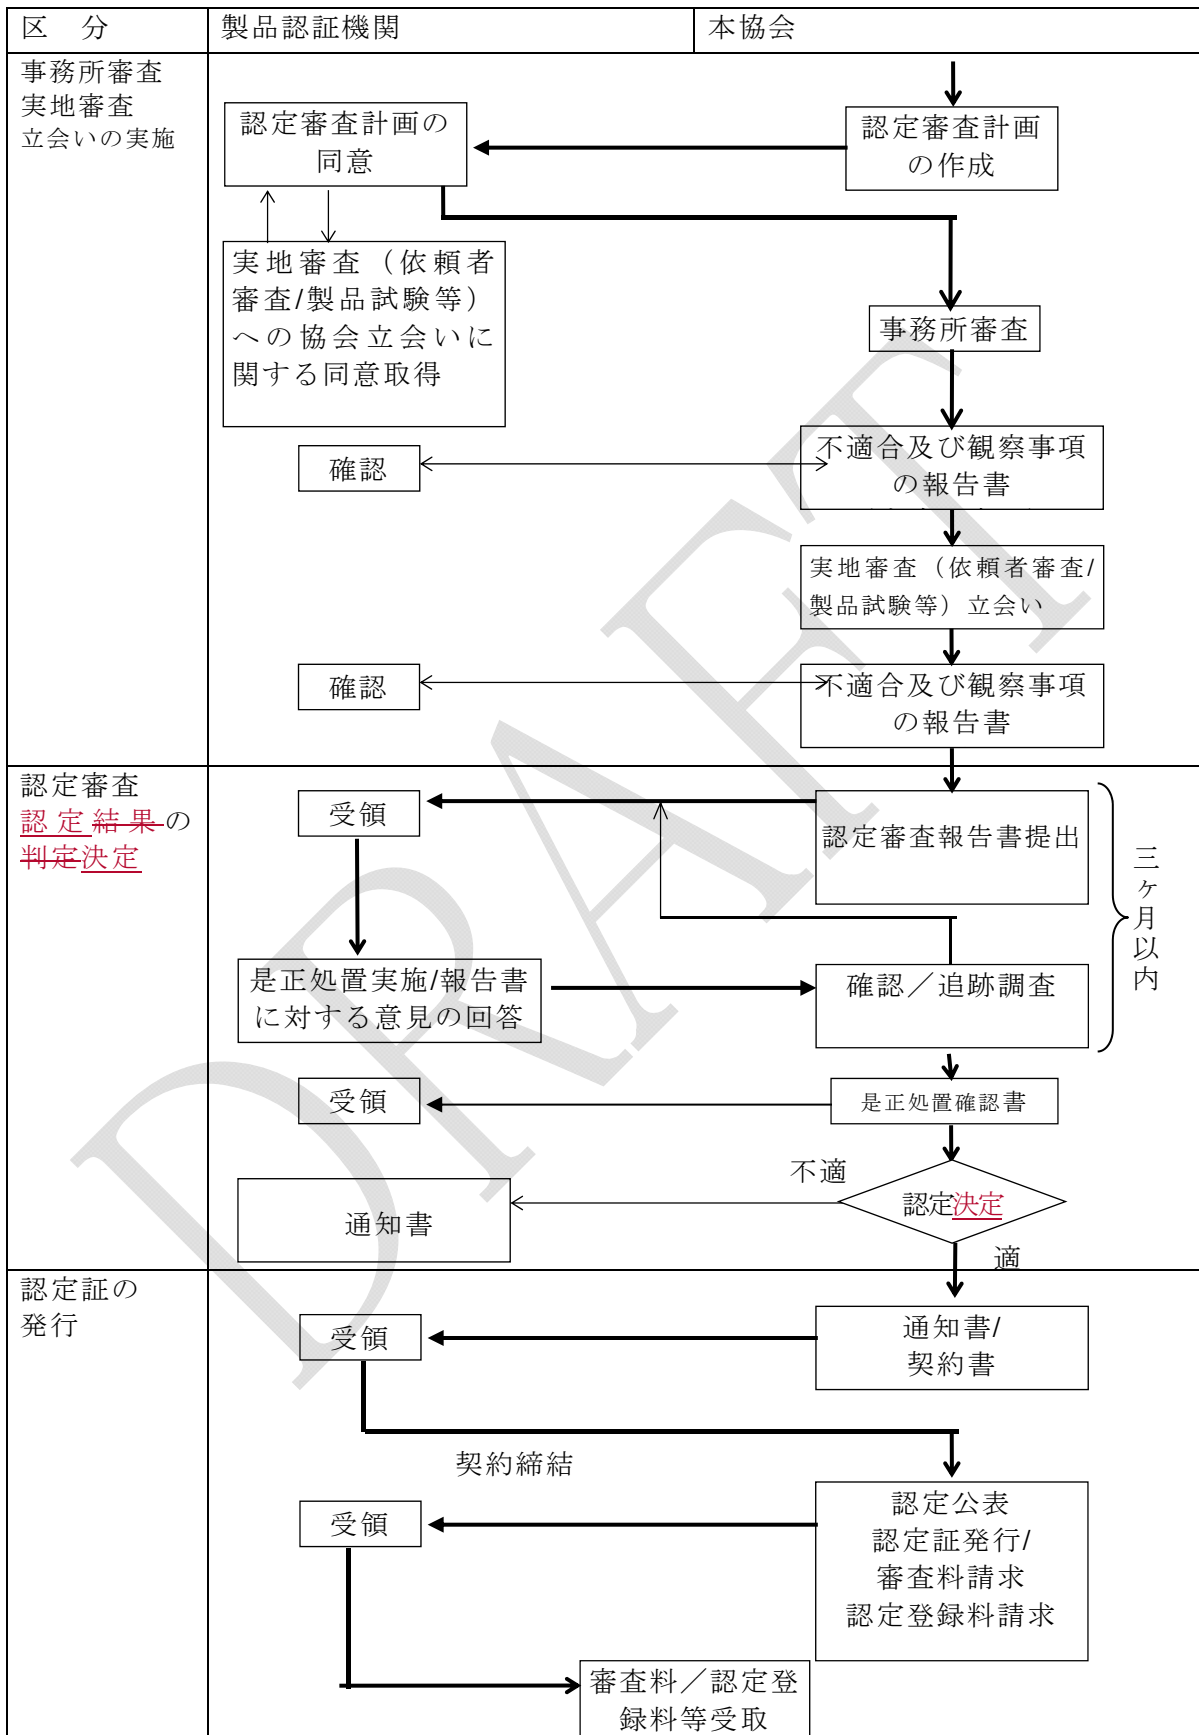 区　分
製品認証機関
本協会
事務所審査
実地審査
立会いの実施
認定審査計画の
同意
認定審査計画
の作成
実地審査（依頼者
審査/製品試験等）
への協会立会いに
関する同意取得
事務所審査
確認
不適合及び観察事項
の報告書
実地審査（依頼者審査/
製品試験等）立会い
確認
不適合及び観察事項
の報告書
認定審査
認定結果の
判定決定
受領
認定審査報告書提出
三ヶ月以内
是正処置実施/報告書
に対する意見の回答
確認／追跡調査
受領
是正処置確認書
不適
認定決定
通知書
適
認定証の
発行
受領
通知書/
契約書
契約締結
受領
認定公表
認定証発行/
審査料請求
認定登録料請求
審査料／認定登
録料等受取
DRAFT